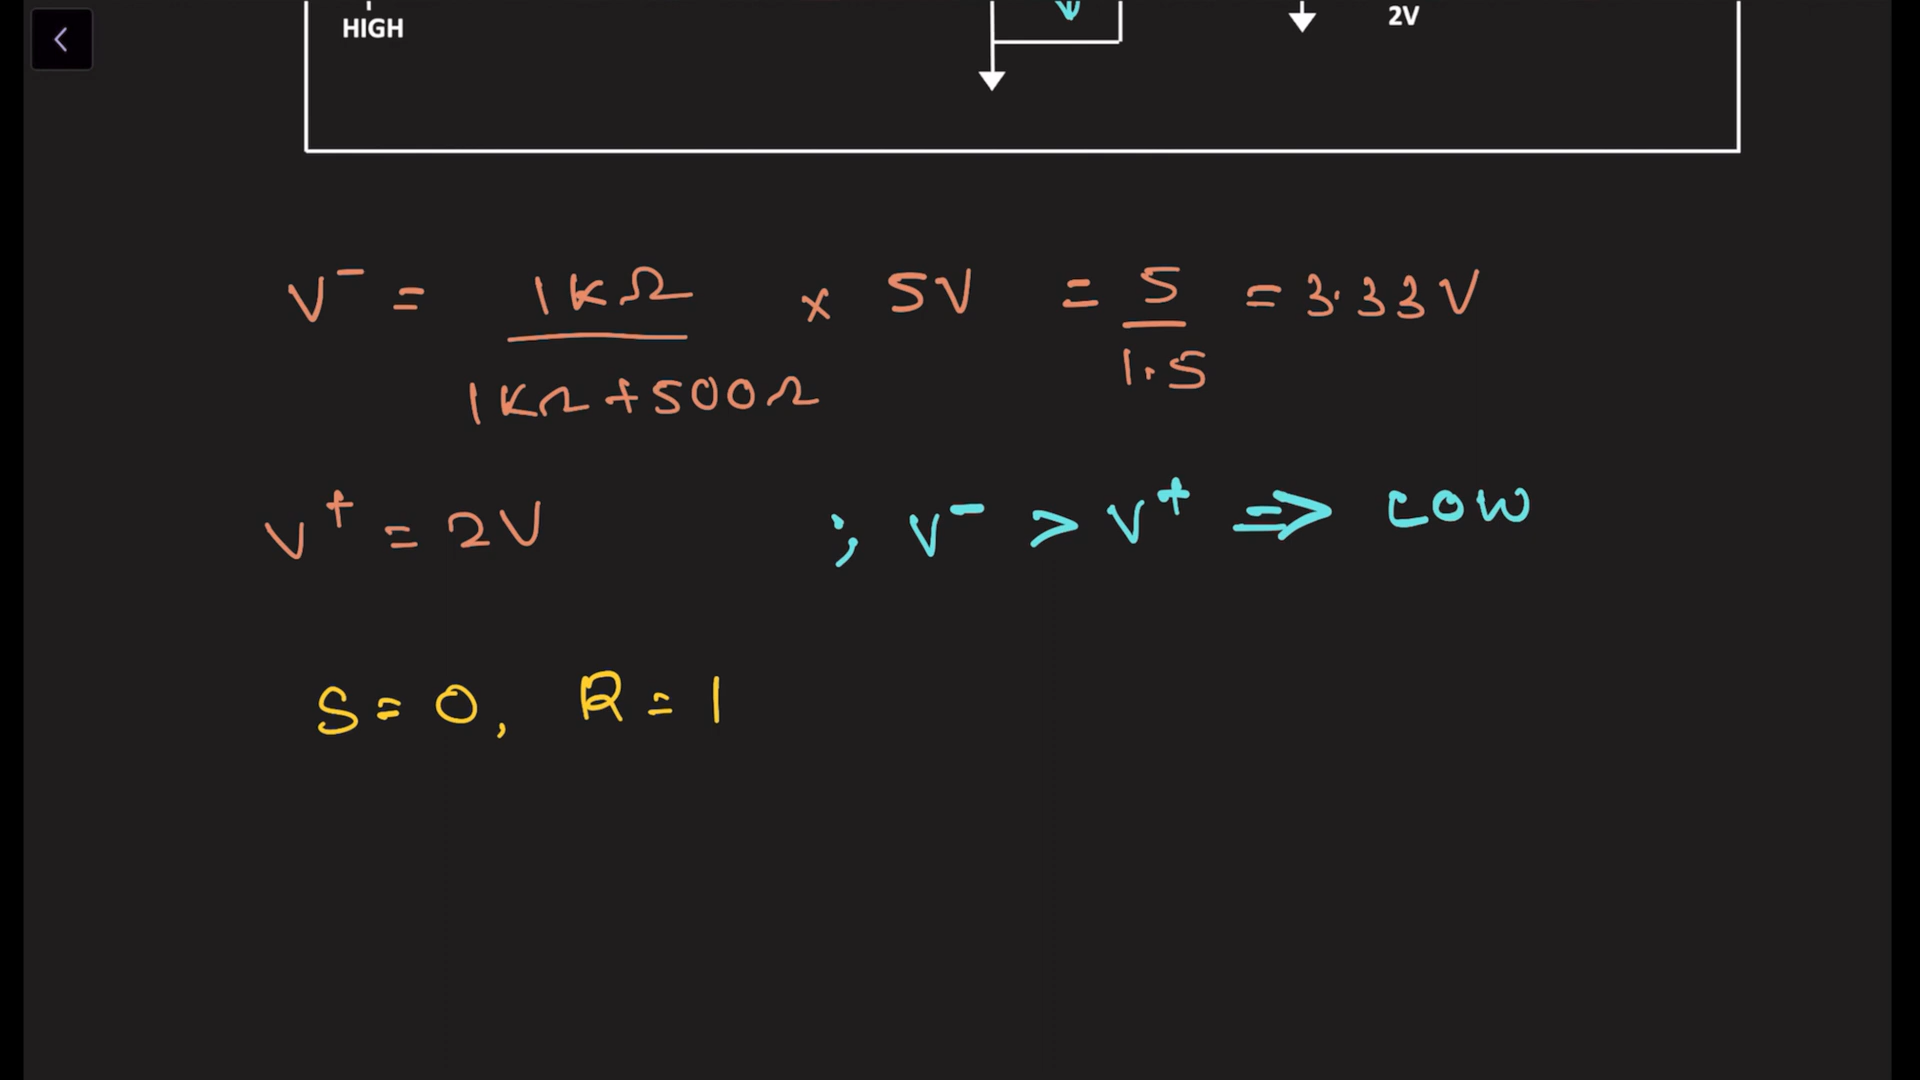 HIGH
2V
V⁻ = 1KΩ / 1KΩ + 500Ω × 5V = 5 / 1.5 = 3.33V
V⁺ = 2V ; V⁻ > V⁺ ⇒ LOW
S = 0, R = 1